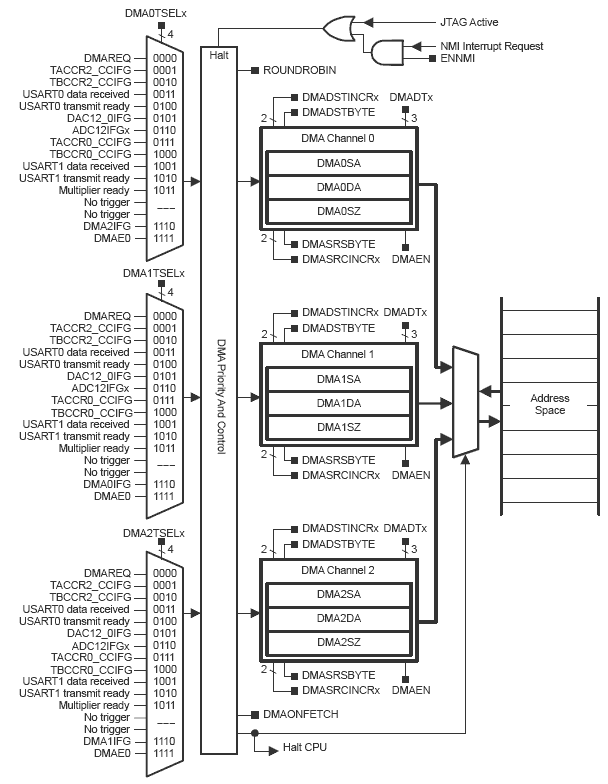 DMA0TSELx
4
JTAG Active
NMI Interrupt Request
ENNMI
Halt
ROUNDROBIN
DMAREQ 0000
TACCR2_CCIFG 0001
TBCCR2_CCIFG 0010
USART0 data received 0011
USART0 transmit ready 0100
DAC12_0IFG 0101
ADC12IFGx 0110
TACCR0_CCIFG 0111
TBCCR0_CCIFG 1000
USART1 data received 1001
USART1 transmit ready 1010
Multiplier ready 1011
No trigger
No trigger
DMA2IFG 1110
DMAE0 1111
DMADSTINCRx
DMADTx
2
DMADSTBYTE
3
DMA Channel 0
DMA0SA
DMA0DA
DMA0SZ
2
DMASRSBYTE
DMASRCINCRx
DMAEN
DMA1TSELx
4
DMAREQ 0000
TACCR2_CCIFG 0001
TBCCR2_CCIFG 0010
USART0 data received 0011
USART0 transmit ready 0100
DAC12_0IFG 0101
ADC12IFGx 0110
TACCR0_CCIFG 0111
TBCCR0_CCIFG 1000
USART1 data received 1001
USART1 transmit ready 1010
Multiplier ready 1011
No trigger
No trigger
DMA0IFG 1110
DMAE0 1111
DMA Priority And Control
DMADSTINCRx
DMADTx
2
DMADSTBYTE
3
DMA Channel 1
DMA1SA
DMA1DA
DMA1SZ
2
DMASRSBYTE
DMASRCINCRx
DMAEN
Address
Space
DMA2TSELx
4
DMAREQ 0000
TACCR2_CCIFG 0001
TBCCR2_CCIFG 0010
USART0 data received 0011
USART0 transmit ready 0100
DAC12_0IFG 0101
ADC12IFGx 0110
TACCR0_CCIFG 0111
TBCCR0_CCIFG 1000
USART1 data received 1001
USART1 transmit ready 1010
Multiplier ready 1011
No trigger
No trigger
DMA1IFG 1110
DMAE0 1111
DMADSTINCRx
DMADTx
2
DMADSTBYTE
3
DMA Channel 2
DMA2SA
DMA2DA
DMA2SZ
2
DMASRSBYTE
DMASRCINCRx
DMAEN
DMAONFETCH
Halt CPU